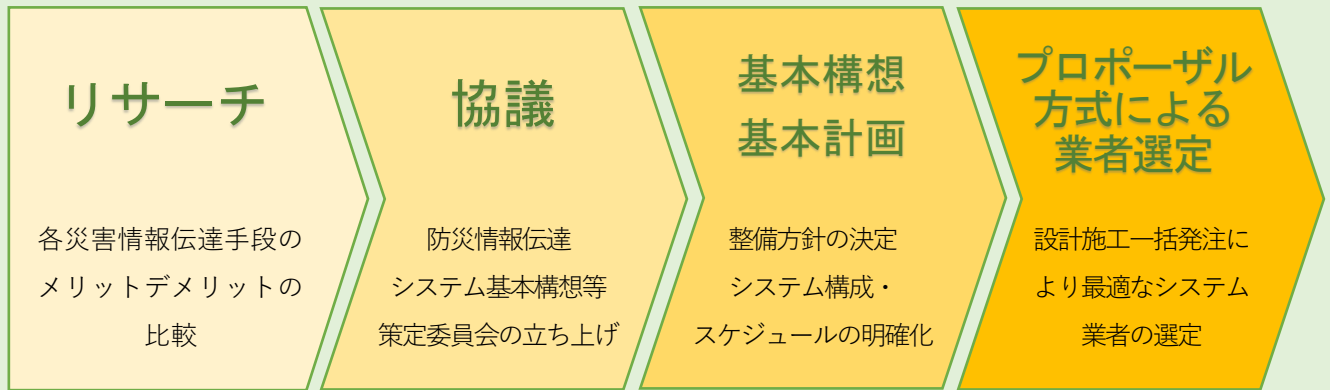 リサーチ
各災害情報伝達手段の
メリットデメリットの
比較
協議
防災情報伝達
システム基本構想等
策定委員会の立ち上げ
基本構想
基本計画
整備方針の決定
システム構成・
スケジュールの明確化
プロポーザル
方式による
業者選定
設計施工一括発注に
より最適なシステム
業者の選定